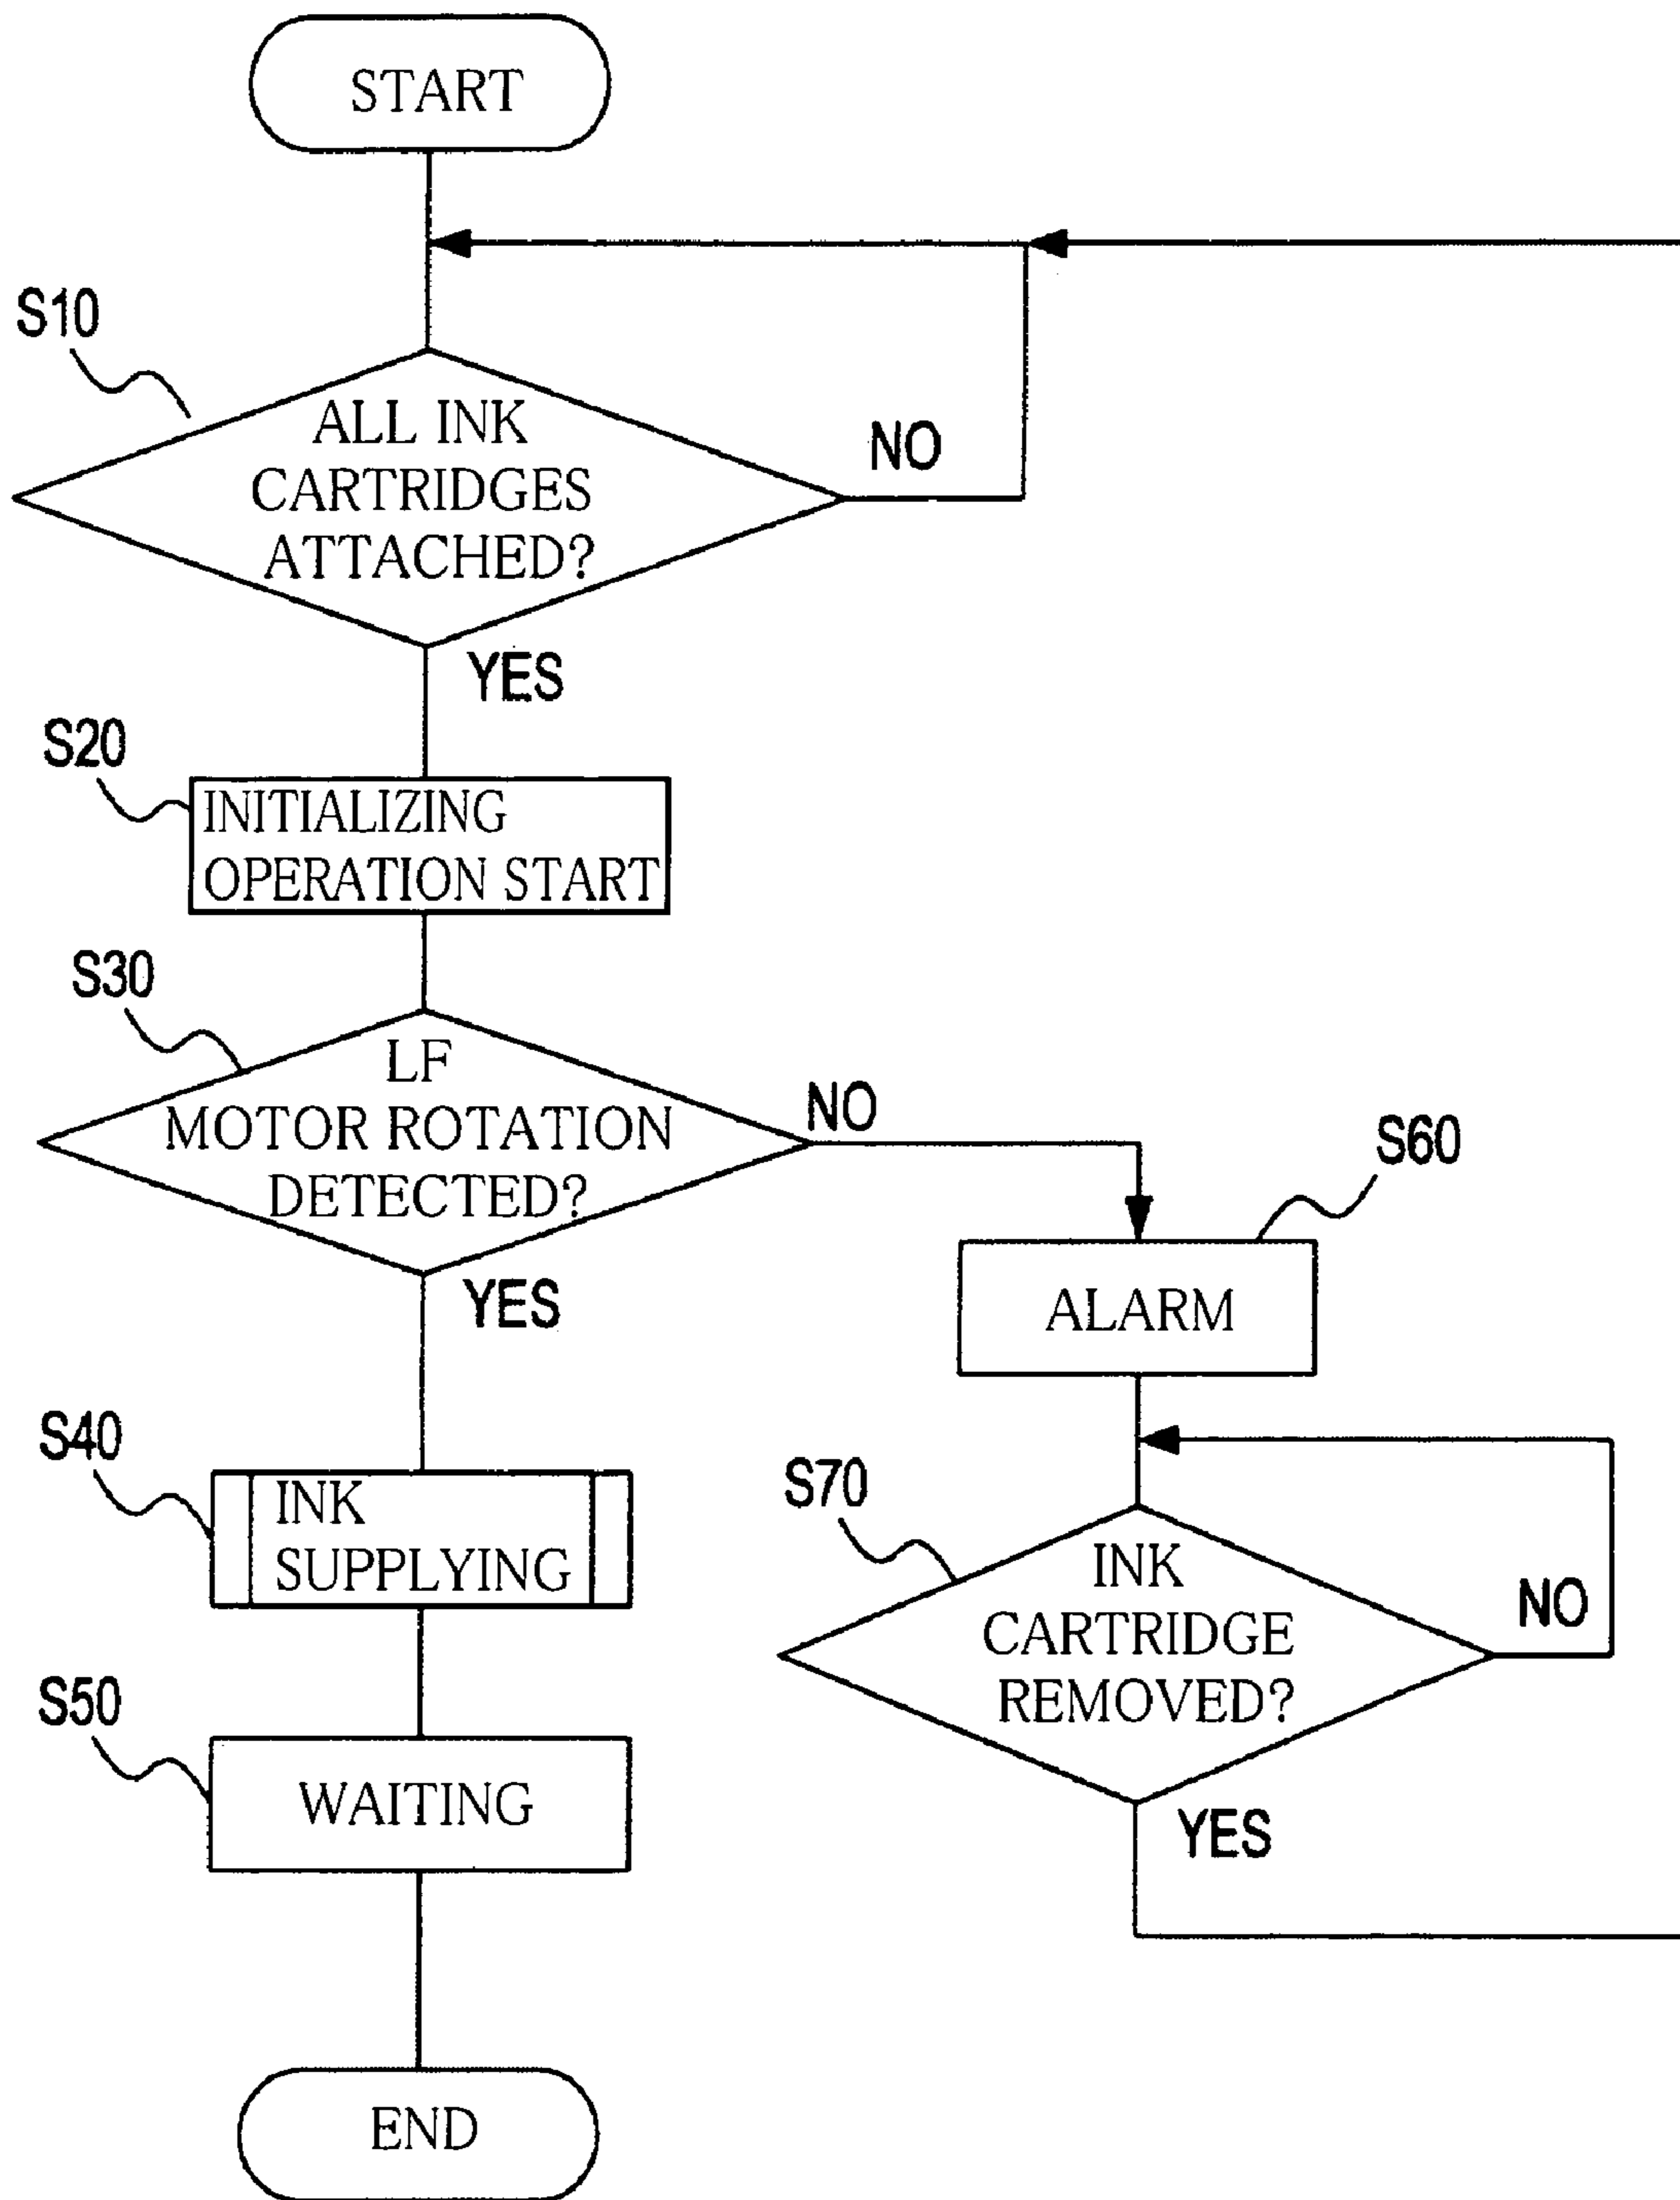 START
S10
ALL INK
CARTRIDGES
ATTACHED?
NO
YES
S20
INITIALIZING
OPERATION START
S30
LF
MOTOR ROTATION
DETECTED?
NO
YES
S60
ALARM
S40
INK
SUPPLYING
S70
INK
CARTRIDGE
REMOVED?
NO
YES
S50
WAITING
END